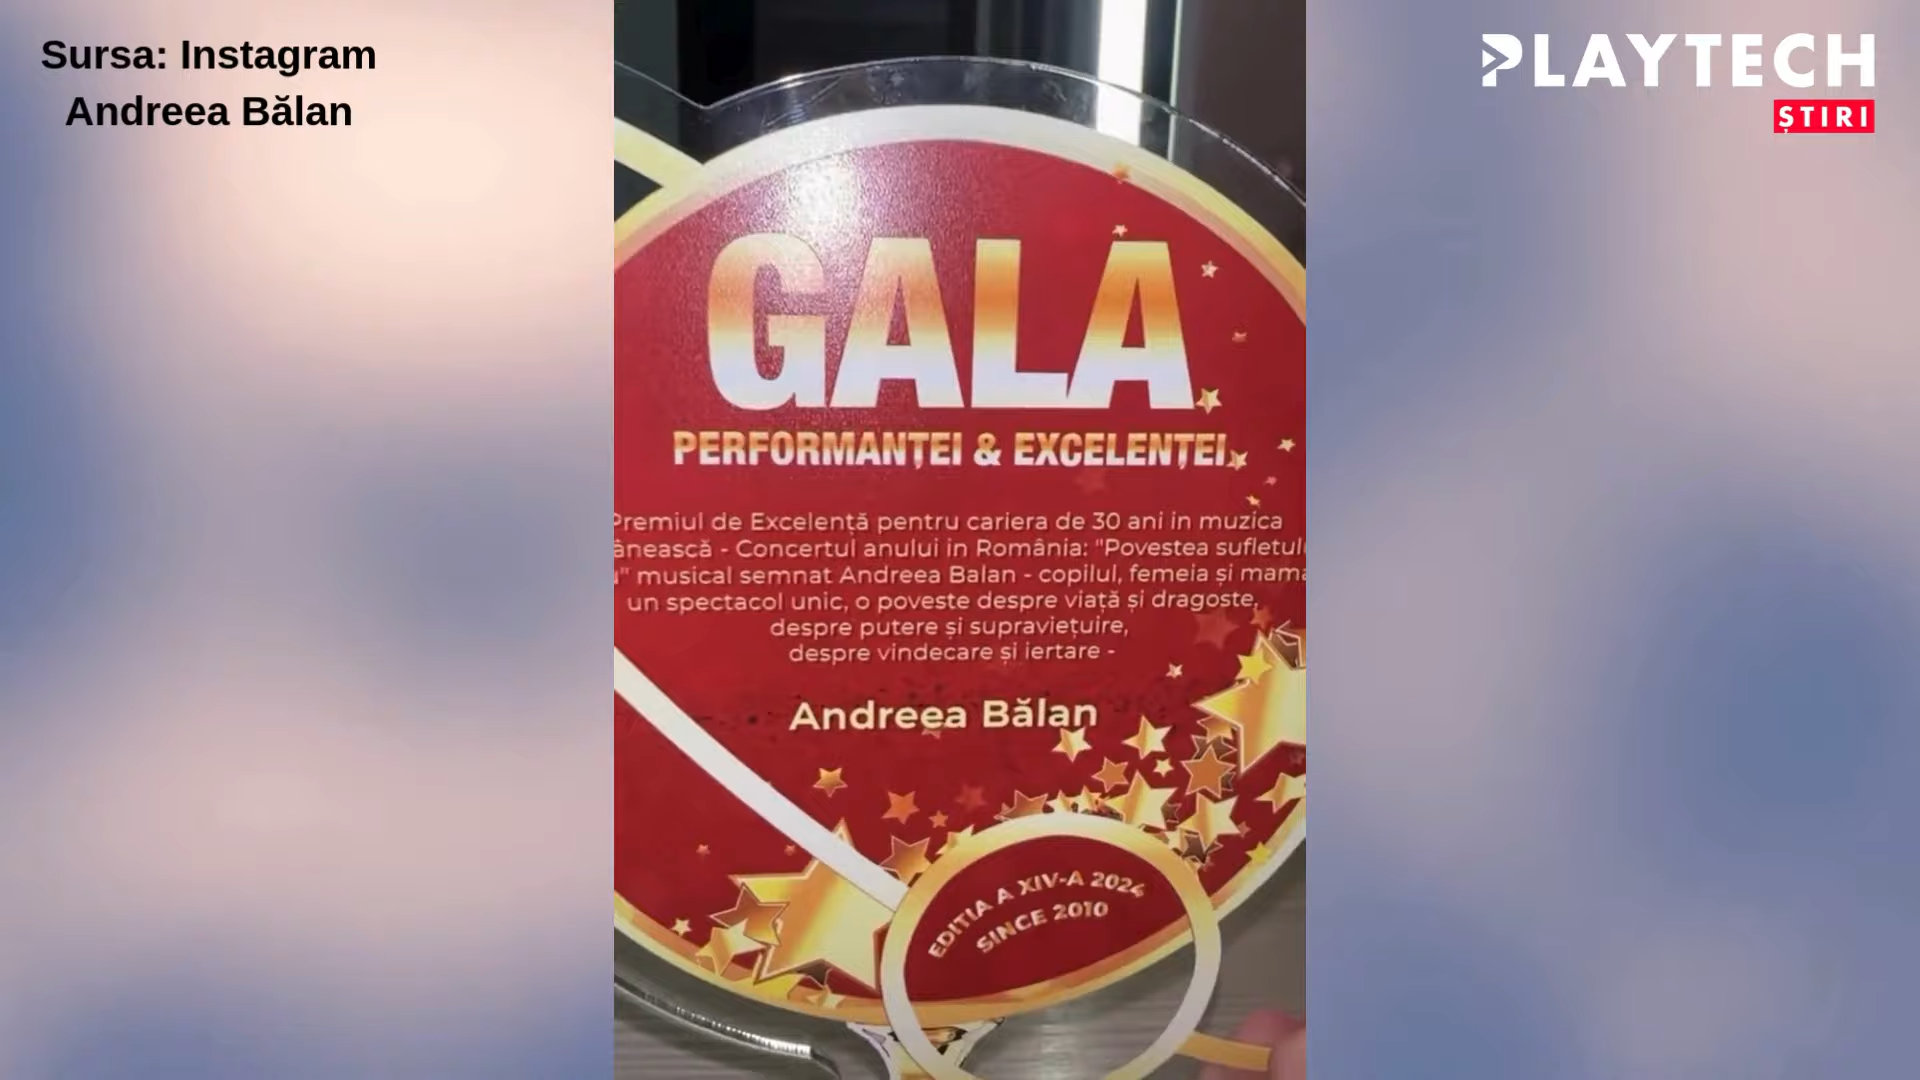 Sursa: Instagram
Andreea Bălan
PLAYTECH
ȘTIRI
GALA
PERFORMANȚEI & EXCELENȚEI
Premiul de Excelență pentru cariera de 30 ani in muzica
ânească - Concertul anului in România: "Povestea sufletul
" musical semnat Andreea Balan - copilul, femeia și mama
un spectacol unic, o poveste despre viață și dragoste,
despre putere și supraviețuire,
despre vindecare și iertare -
Andreea Bălan
EDITIA A XIV-A 2024
SINCE 2010